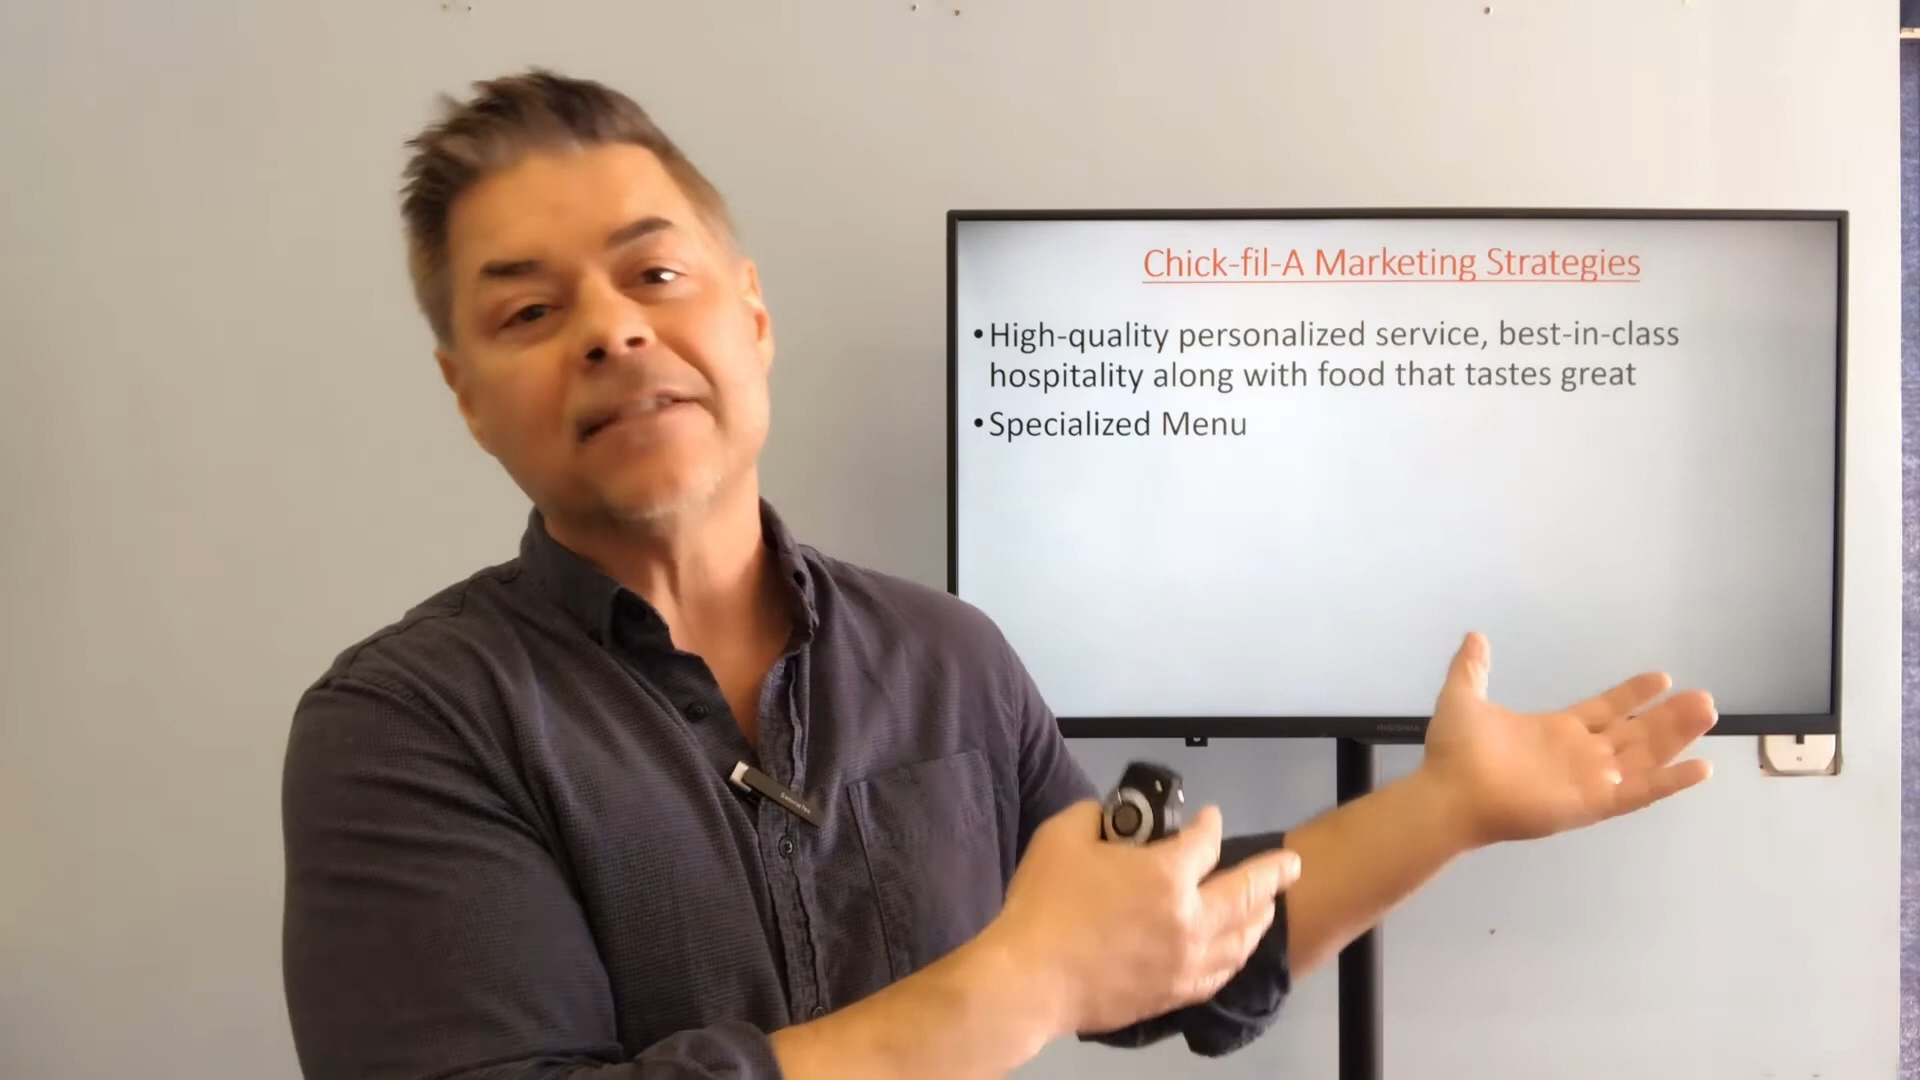 Chick-fil-A Marketing Strategies
•High-quality personalized service, best-in-class
hospitality along with food that tastes great
•Specialized Menu
INSIGNIA